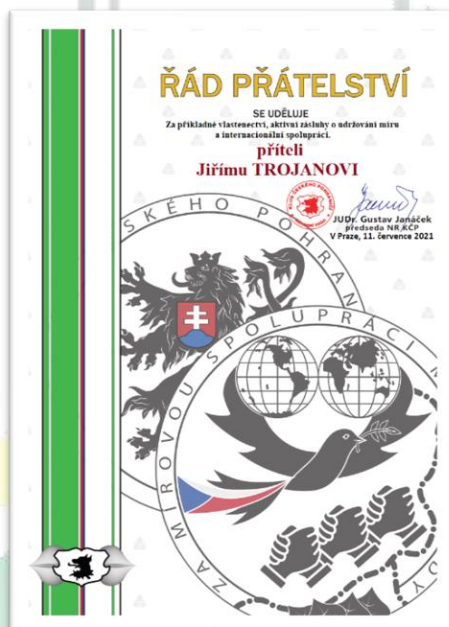 ŘÁD PŘÁTELSTVÍ
SE UDĚLUJE
Za příkladné vlastenectví, aktivní zásluhy o udržování míru
a internacionální spolupráci.
příteli
Jiřímu TROJANOVI
JUDr. Gustav Janáček
předseda NR KČP
V Praze, 11. července 2021
SKÉHO POHRAN
ZA MÍROVOU SPOLUPRÁCI